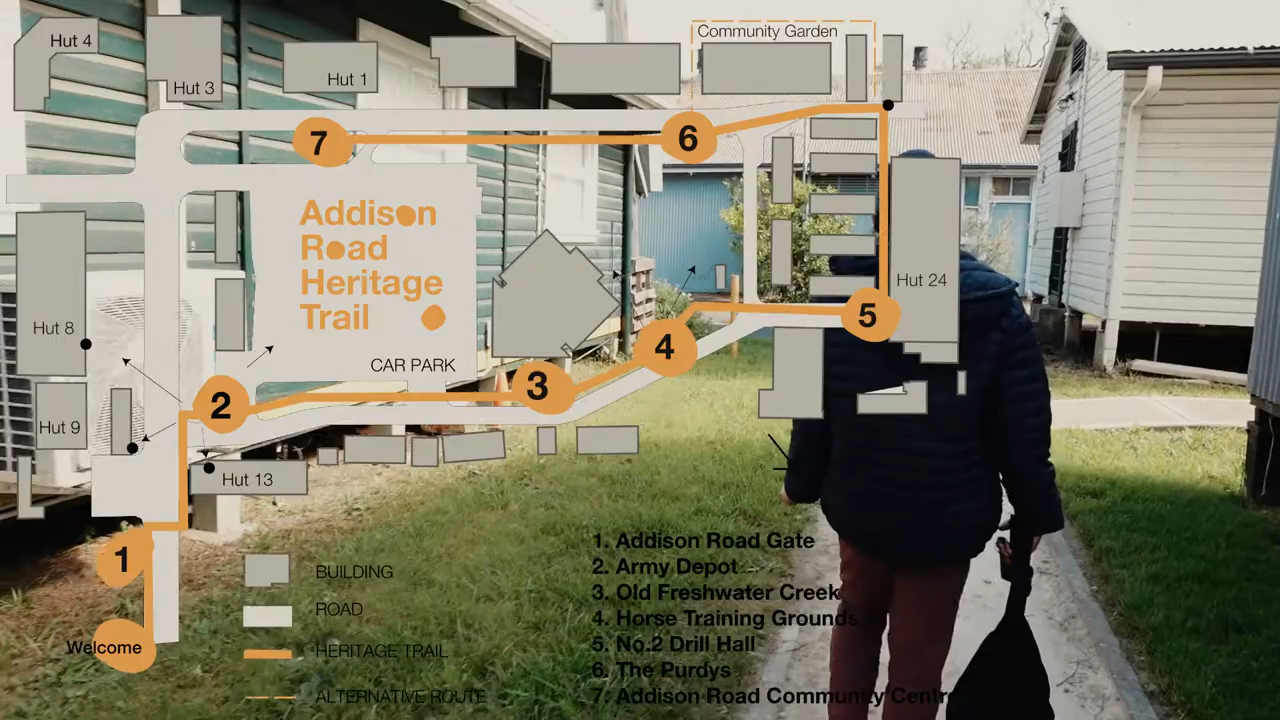 Community Garden
Hut 4
Hut 3
Hut 1
7
6
Addison
Road
Heritage
Trail
Hut 24
5
Hut 8
4
CAR PARK
3
2
Hut 9
Hut 13
1
Welcome
BUILDING
ROAD
HERITAGE TRAIL
ALTERNATIVE ROUTE
1. Addison Road Gate
2. Army Depot
3. Old Freshwater Creek
4. Horse Training Grounds
5. No.2 Drill Hall
6. The Purdys
7. Addison Road Community Centre